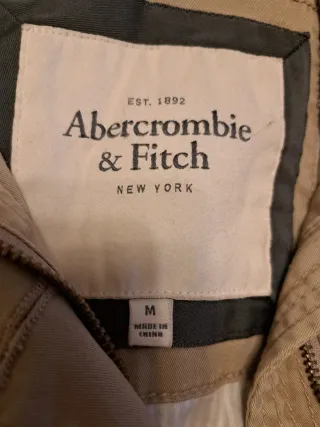 EST. 1892
Abercrombie
& Fitch
NEW YORK
M
MADE IN
CHINA